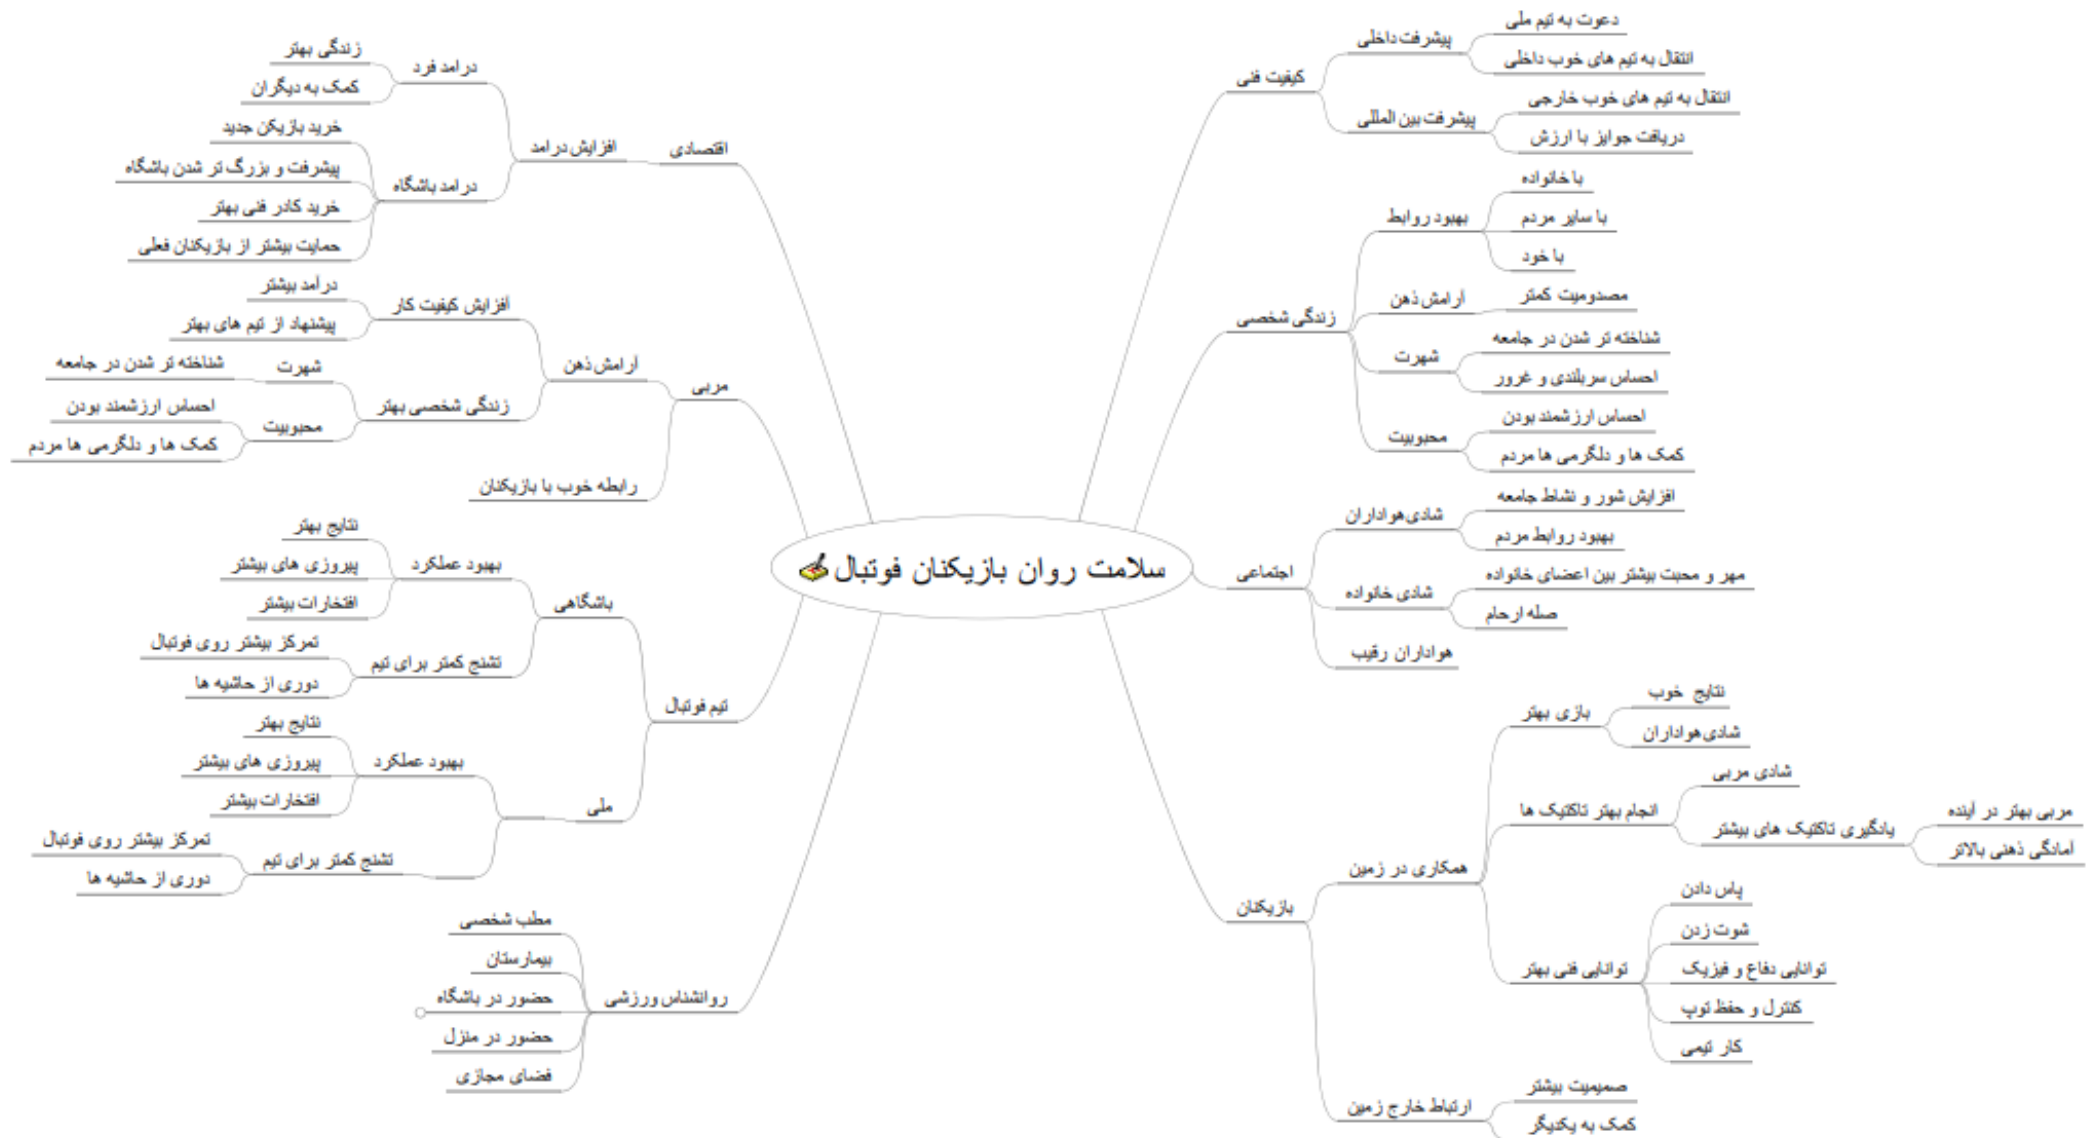 سلامت روان بازیکنان فوتبال
کیفیت فنی
پیشرفت داخلی
دعوت به تیم ملی
انتقال به تیم های خوب داخلی
پیشرفت بین المللی
انتقال به تیم های خوب خارجی
دریافت جوایز با ارزش
زندگی شخصی
بهبود روابط
با خانواده
با سایر مردم
با خود
آرامش ذهن
مصدومیت کمتر
شهرت
شناخته تر شدن در جامعه
احساس سربلندی و غرور
محبوبیت
احساس ارزشمند بودن
کمک ها و دلگرمی ها مردم
اجتماعی
شادی هواداران
افزایش شور و نشاط جامعه
بهبود روابط مردم
شادی خانواده
مهر و محبت بیشتر بین اعضای خانواده
صله ارحام
هواداران رقیب
بازیکنان
همکاری در زمین
بازی بهتر
نتایج خوب
شادی هواداران
انجام بهتر تاکتیک ها
شادی مربی
یادگیری تاکتیک های بیشتر
مربی بهتر در آینده
آمادگی ذهنی بالاتر
توانایی فنی بهتر
پاس دادن
شوت زدن
توانایی دفاع و فیزیک
کنترل و حفظ توپ
کار تیمی
ارتباط خارج زمین
صمیمیت بیشتر
کمک به یکدیگر
اقتصادی
افزایش درامد
درامد فرد
زندگی بهتر
کمک به دیگران
درامد باشگاه
خرید بازیکن جدید
پیشرفت و بزرگ تر شدن باشگاه
خرید کادر فنی بهتر
حمایت بیشتر از بازیکنان فعلی
مربی
آرامش ذهن
افزایش کیفیت کار
درآمد بیشتر
پیشنهاد از تیم های بهتر
زندگی شخصی بهتر
شهرت
شناخته تر شدن در جامعه
محبوبیت
احساس ارزشمند بودن
کمک ها و دلگرمی ها مردم
رابطه خوب با بازیکنان
تیم فوتبال
باشگاهی
بهبود عملکرد
نتایج بهتر
پیروزی های بیشتر
افتخارات بیشتر
تشنج کمتر برای تیم
تمرکز بیشتر روی فوتبال
دوری از حاشیه ها
ملی
بهبود عملکرد
نتایج بهتر
پیروزی های بیشتر
افتخارات بیشتر
تشنج کمتر برای تیم
تمرکز بیشتر روی فوتبال
دوری از حاشیه ها
روانشناس ورزشی
مطب شخصی
بیمارستان
حضور در باشگاه
حضور در منزل
فضای مجازی